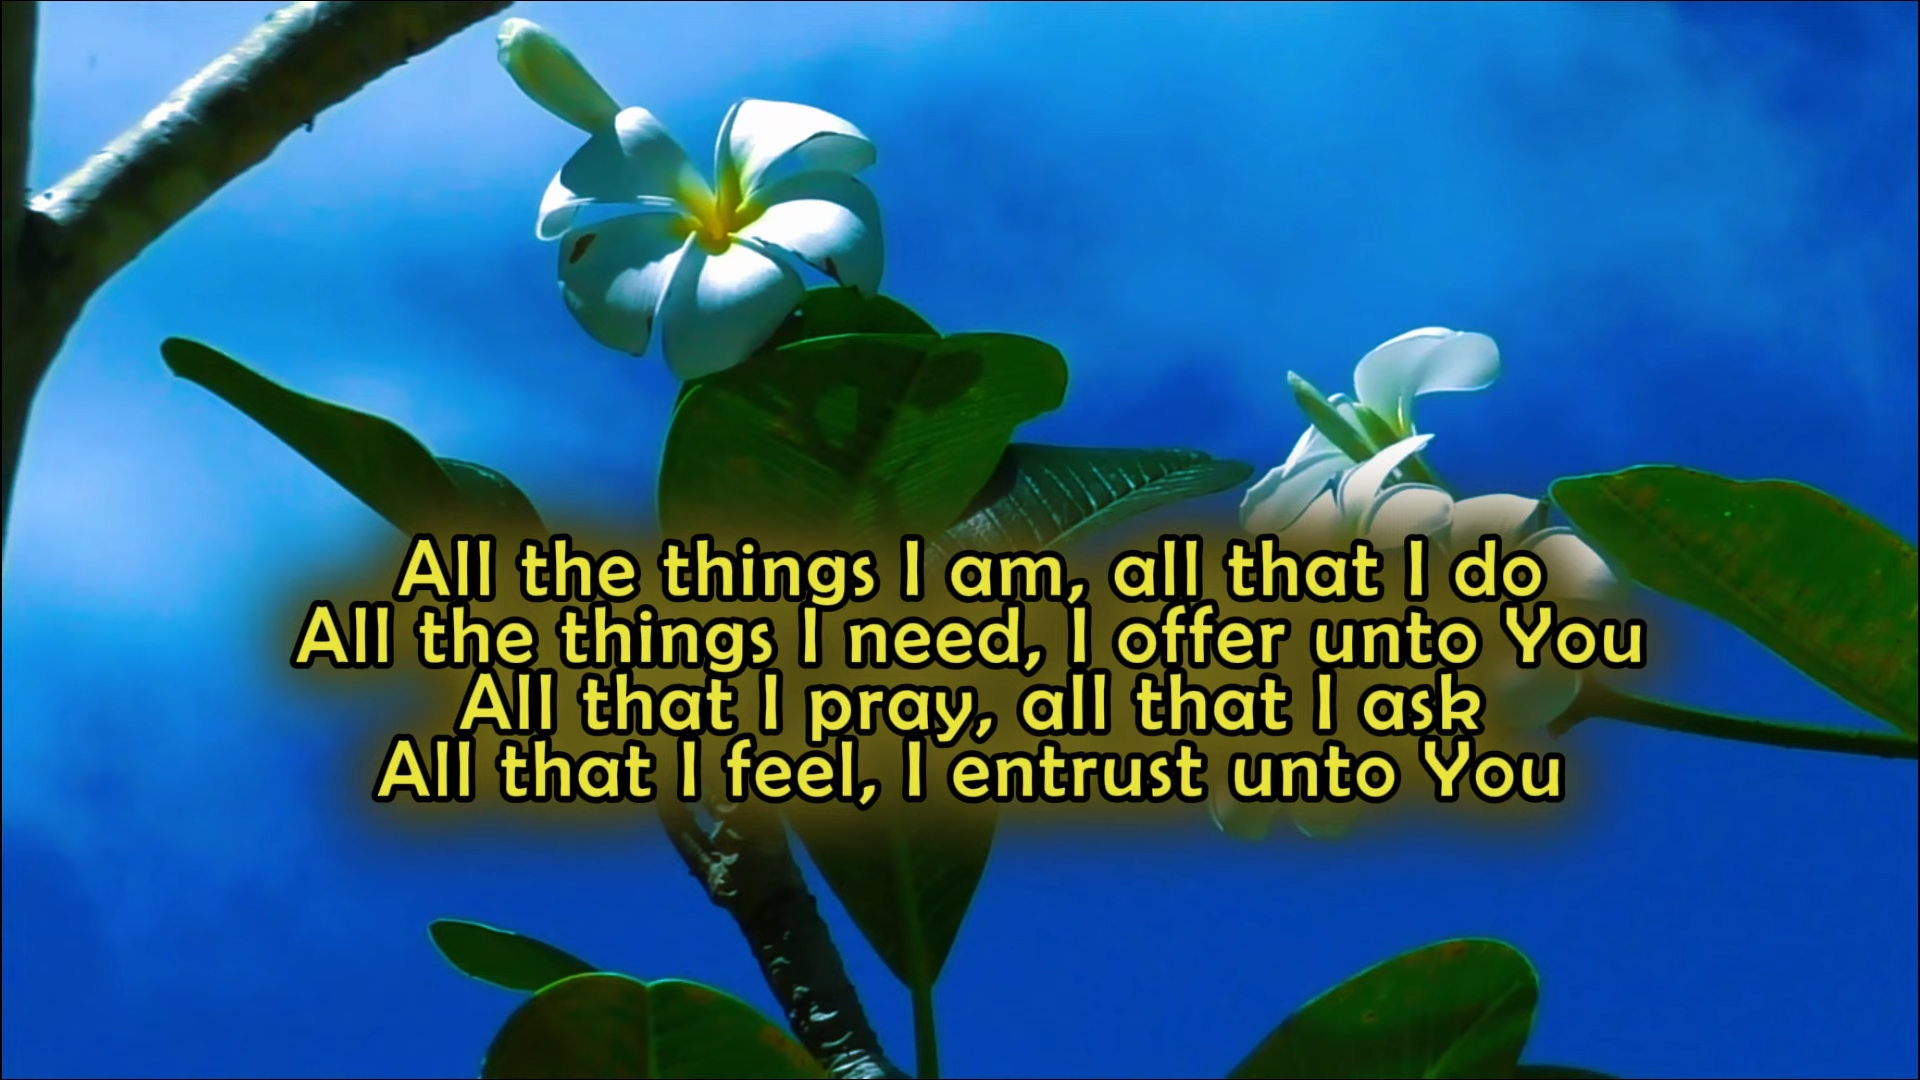 All the things I am, all that I do
All the things I need, I offer unto You
All that I pray, all that I ask
All that I feel, I entrust unto You